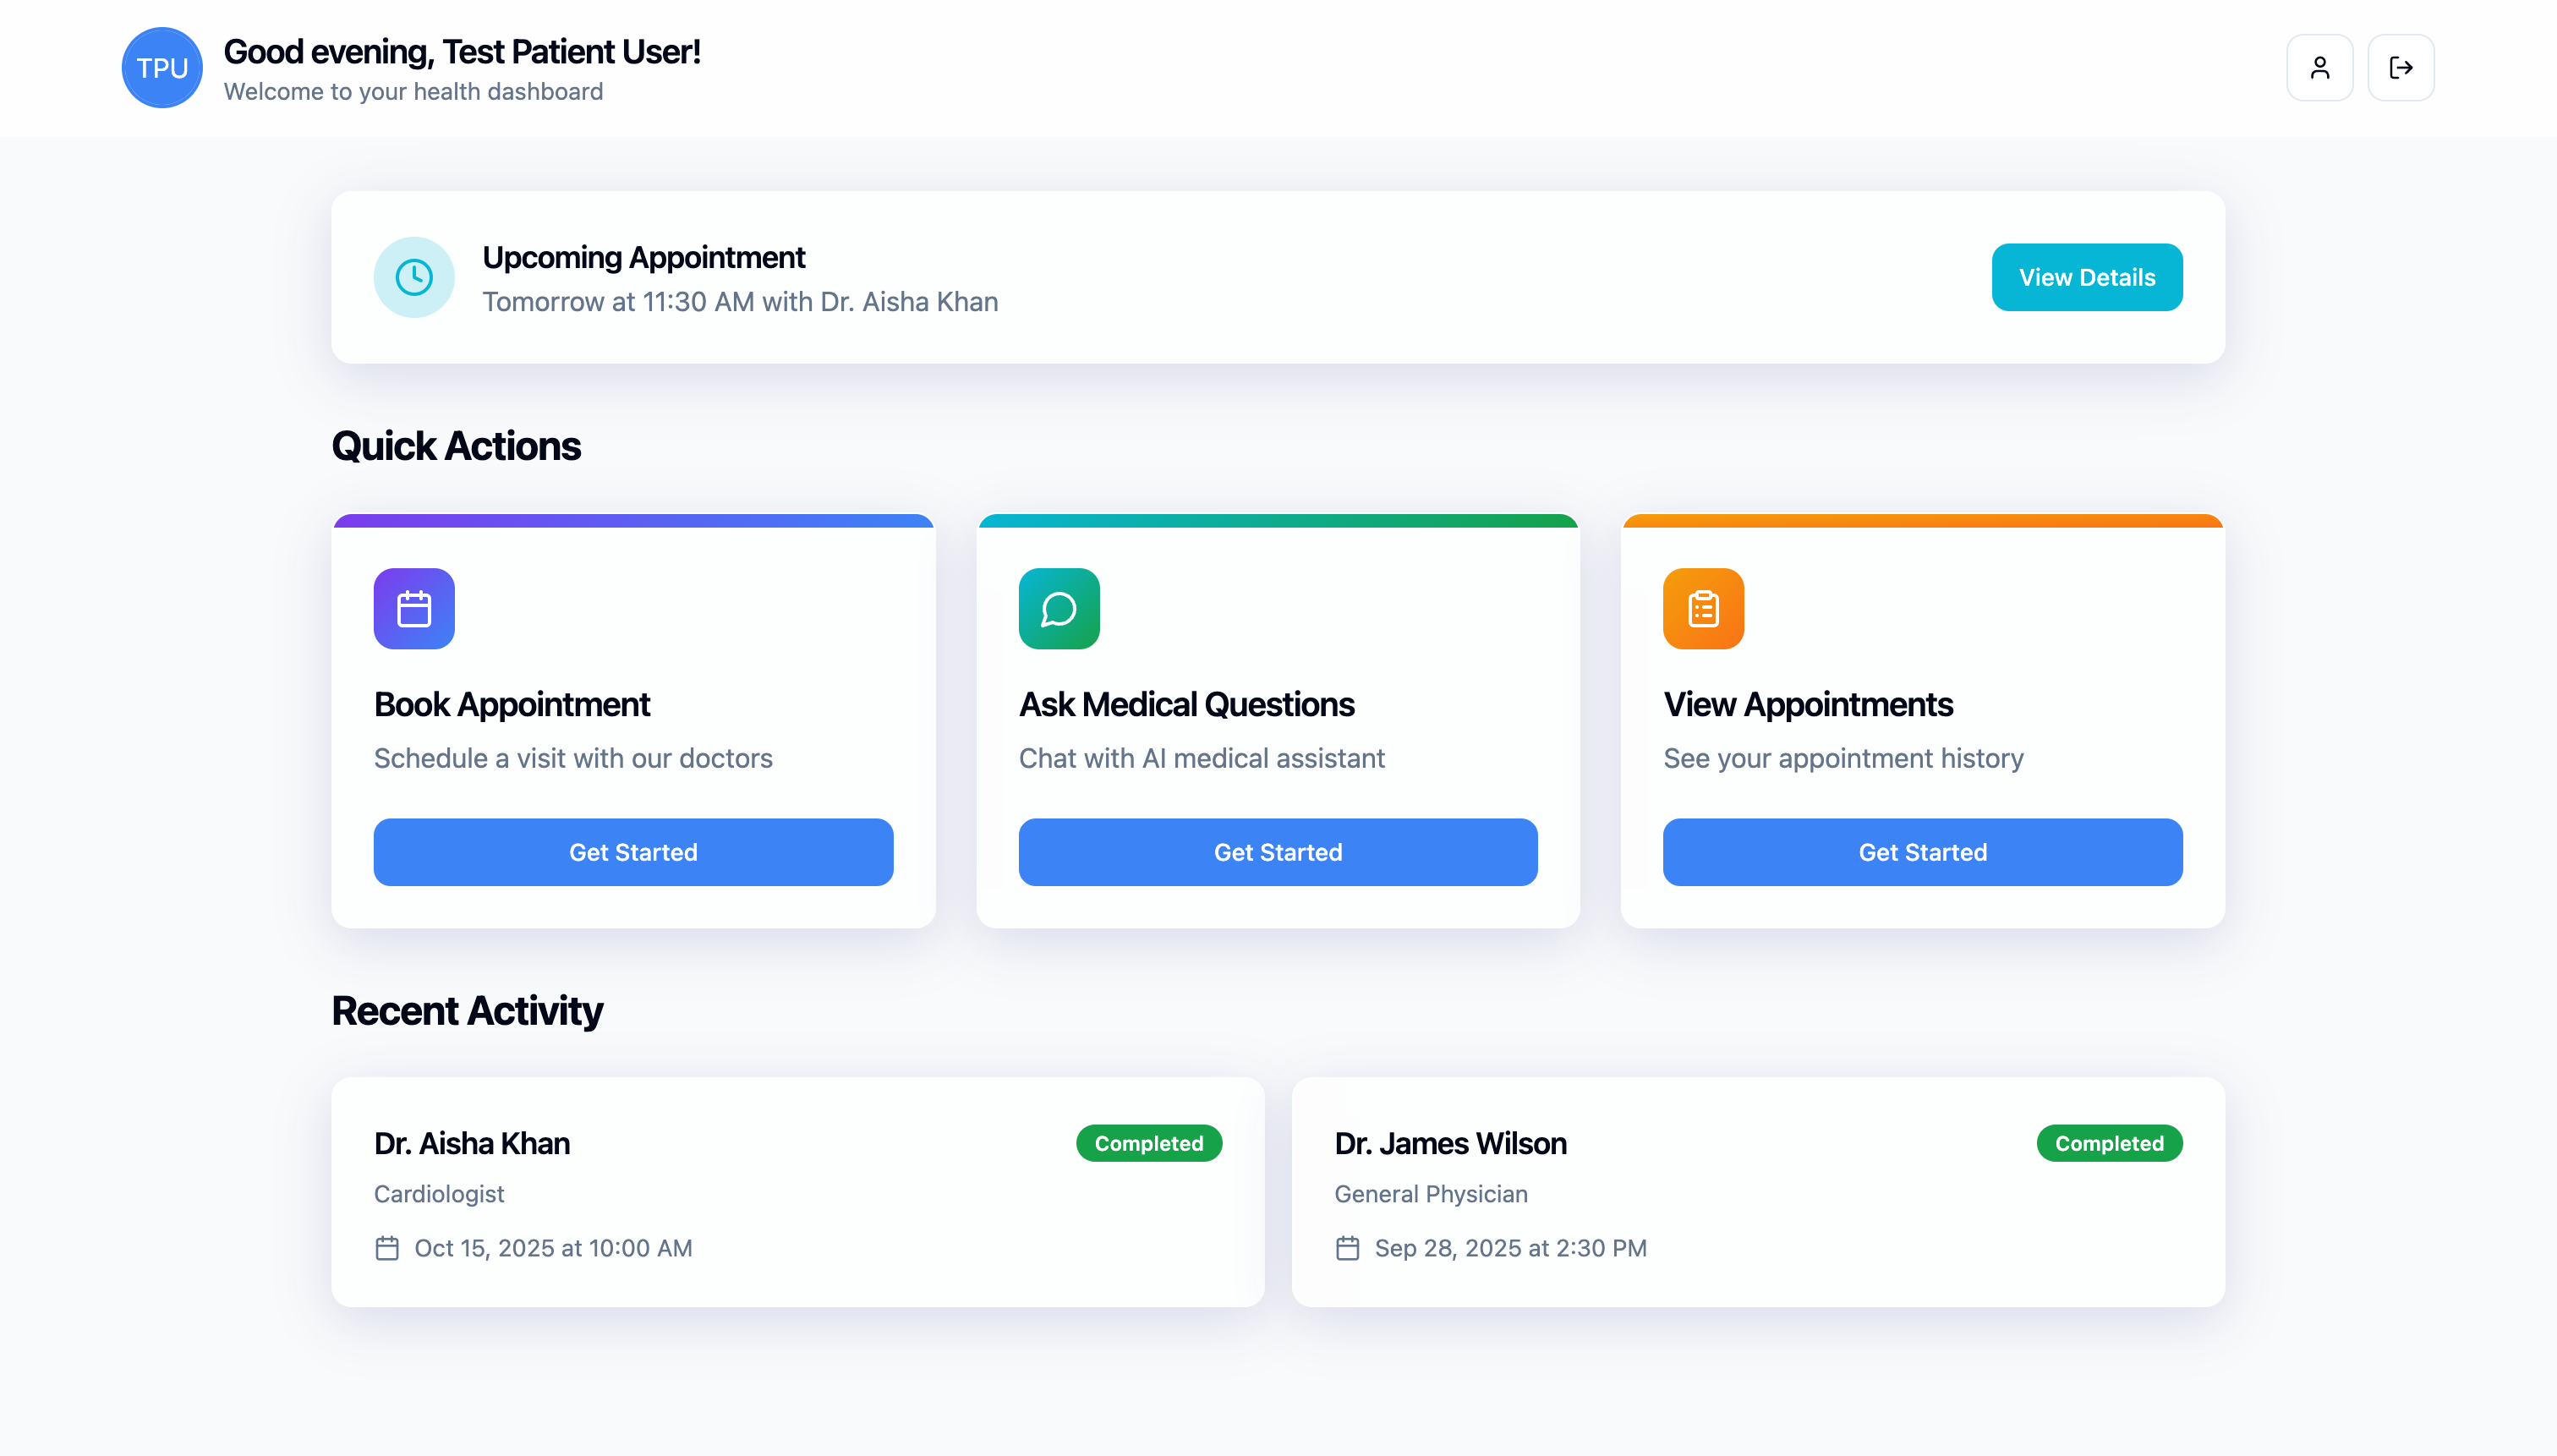 TPU
Good evening, Test Patient User!
Welcome to your health dashboard
Upcoming Appointment
Tomorrow at 11:30 AM with Dr. Aisha Khan
View Details
Quick Actions
Book Appointment
Schedule a visit with our doctors
Get Started
Ask Medical Questions
Chat with AI medical assistant
Get Started
View Appointments
See your appointment history
Get Started
Recent Activity
Dr. Aisha Khan
Completed
Cardiologist
Oct 15, 2025 at 10:00 AM
Dr. James Wilson
Completed
General Physician
Sep 28, 2025 at 2:30 PM